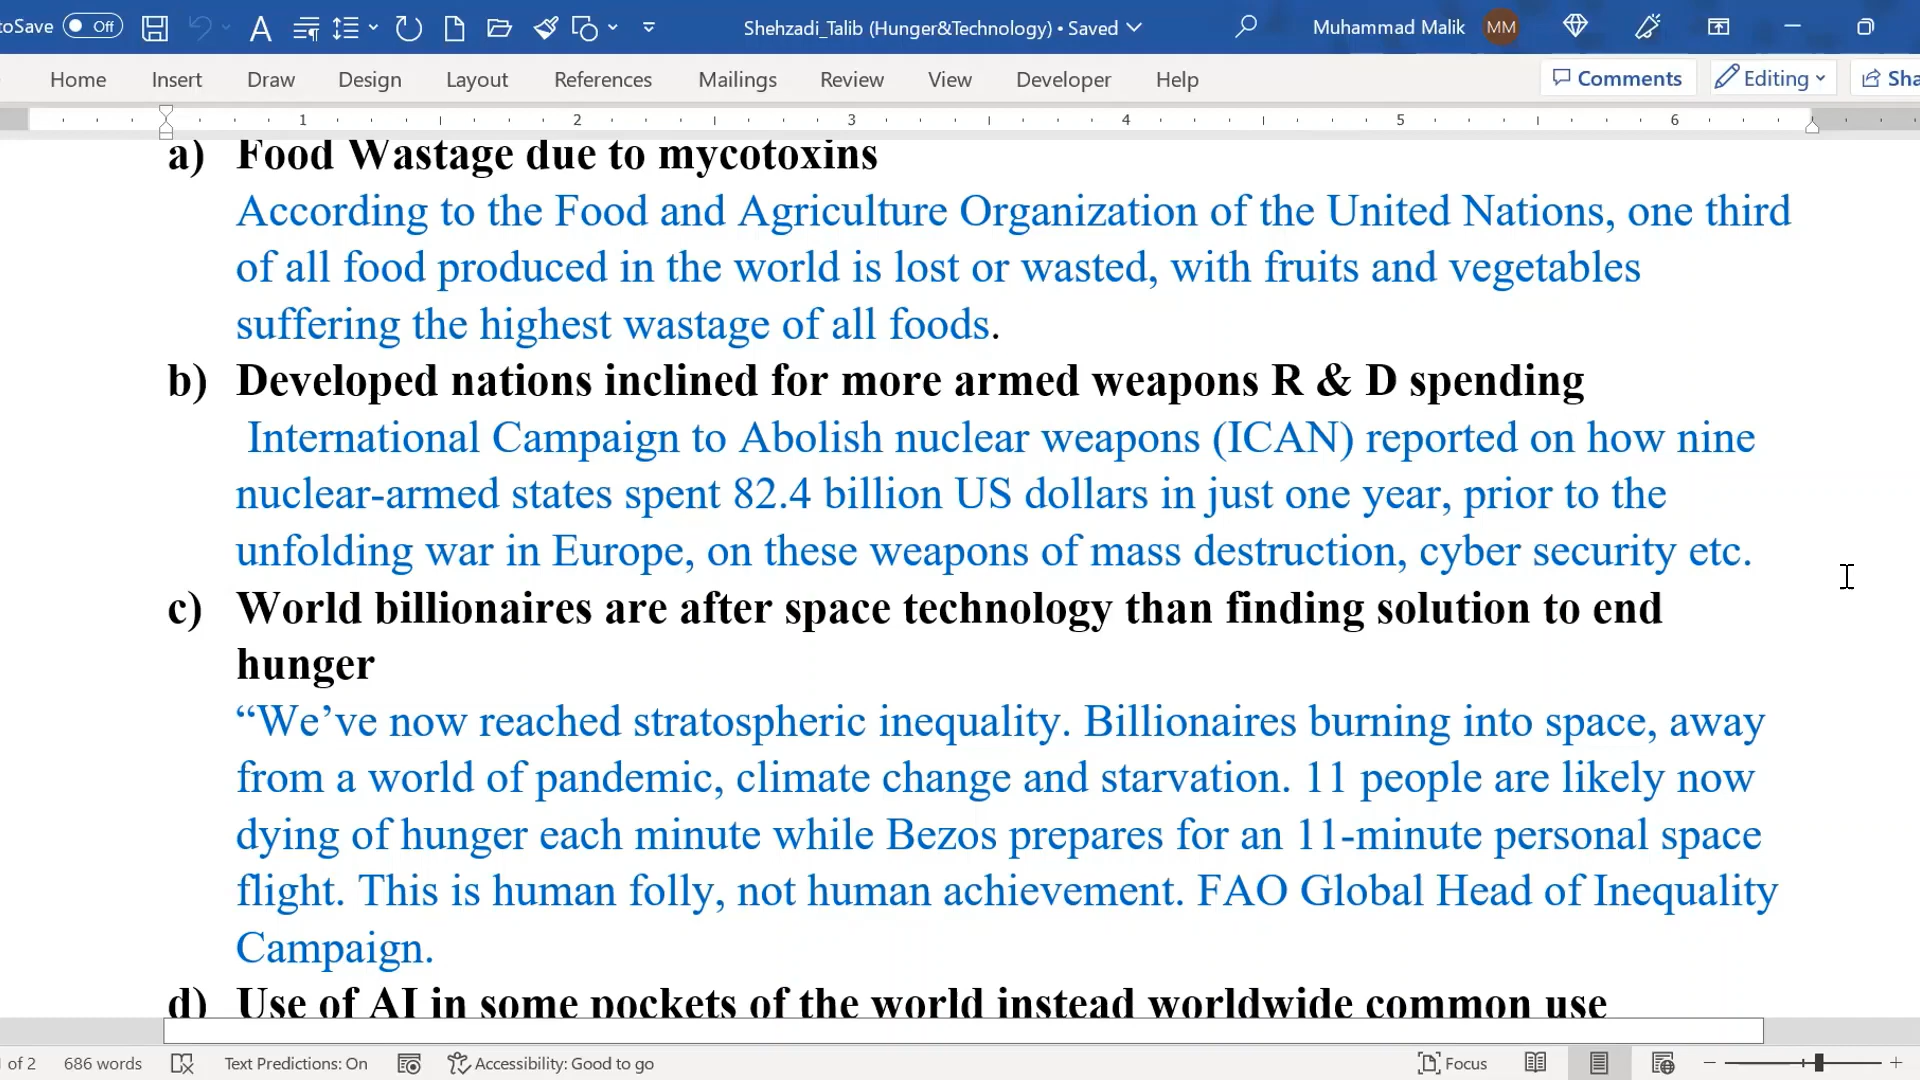 toSave Off Shehzadi_Talib (Hunger&Technology) • Saved Muhammad Malik MM
Home Insert Draw Design Layout References Mailings Review View Developer Help Comments Editing Sha
1 2 3 4 5 6
a) Food Wastage due to mycotoxins
According to the Food and Agriculture Organization of the United Nations, one third
of all food produced in the world is lost or wasted, with fruits and vegetables
suffering the highest wastage of all foods.
b) Developed nations inclined for more armed weapons R & D spending
International Campaign to Abolish nuclear weapons (ICAN) reported on how nine
nuclear-armed states spent 82.4 billion US dollars in just one year, prior to the
unfolding war in Europe, on these weapons of mass destruction, cyber security etc.
c) World billionaires are after space technology than finding solution to end
hunger
“We’ve now reached stratospheric inequality. Billionaires burning into space, away
from a world of pandemic, climate change and starvation. 11 people are likely now
dying of hunger each minute while Bezos prepares for an 11-minute personal space
flight. This is human folly, not human achievement. FAO Global Head of Inequality
Campaign.
d) Use of AI in some pockets of the world instead worldwide common use
of 2 686 words Text Predictions: On Accessibility: Good to go Focus